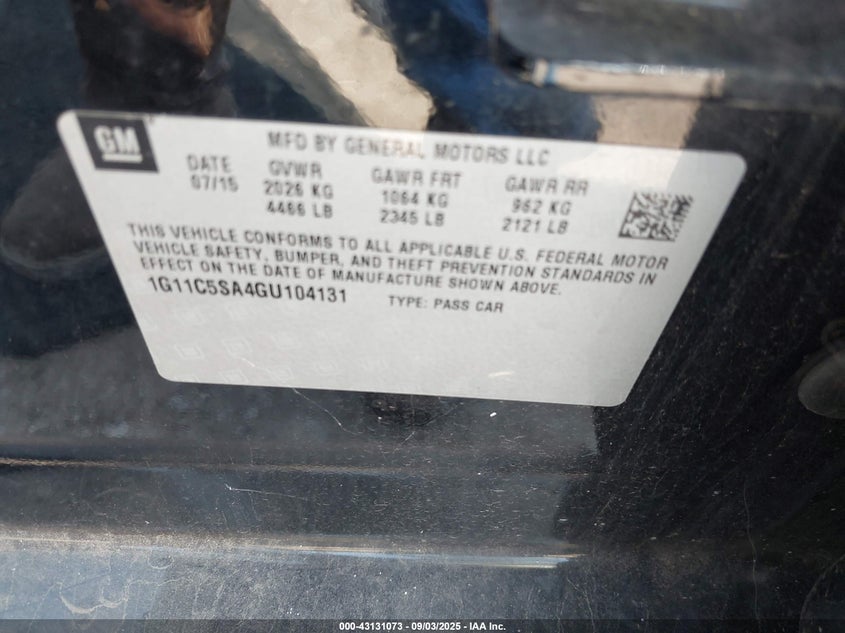 GM
MFD BY GENERAL MOTORS LLC
DATE GVWR GAWR FRT GAWR RR
07/15 2026 KG 1064 KG 962 KG
4466 LB 2345 LB 2121 LB
THIS VEHICLE CONFORMS TO ALL APPLICABLE U.S. FEDERAL MOTOR
VEHICLE SAFETY, BUMPER, AND THEFT PREVENTION STANDARDS IN
EFFECT ON THE DATE OF MANUFACTURE SHOWN ABOVE.
1G11C5SA4GU104131 TYPE: PASS CAR
000-43131073 - 09/03/2025 - IAA Inc.